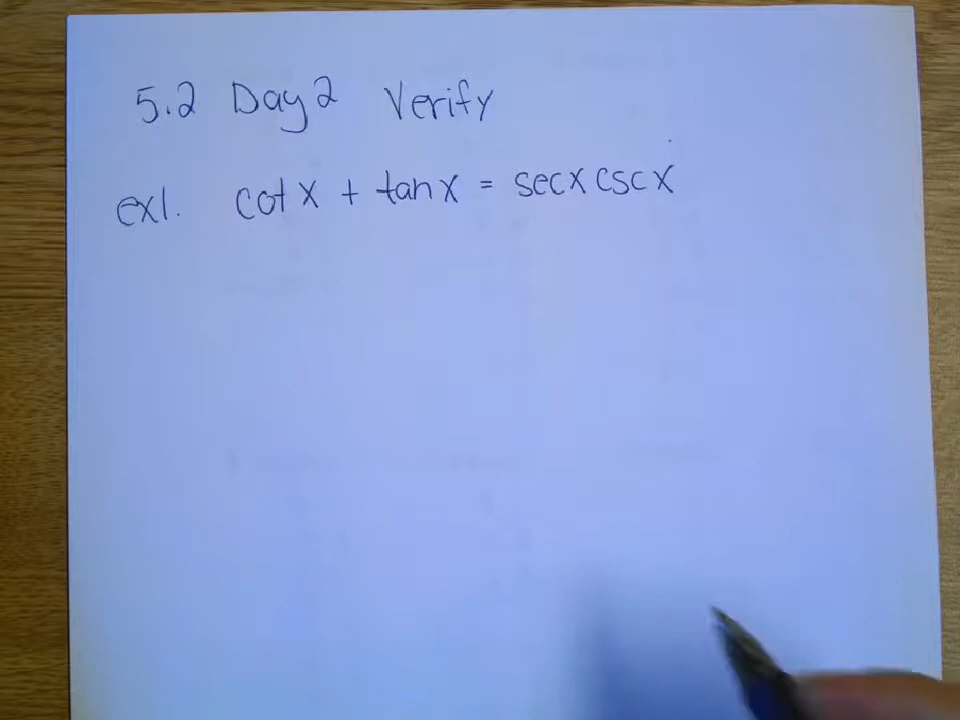 5.2 Day 2 Verify
ex1. cot x + tan x = sec x csc x